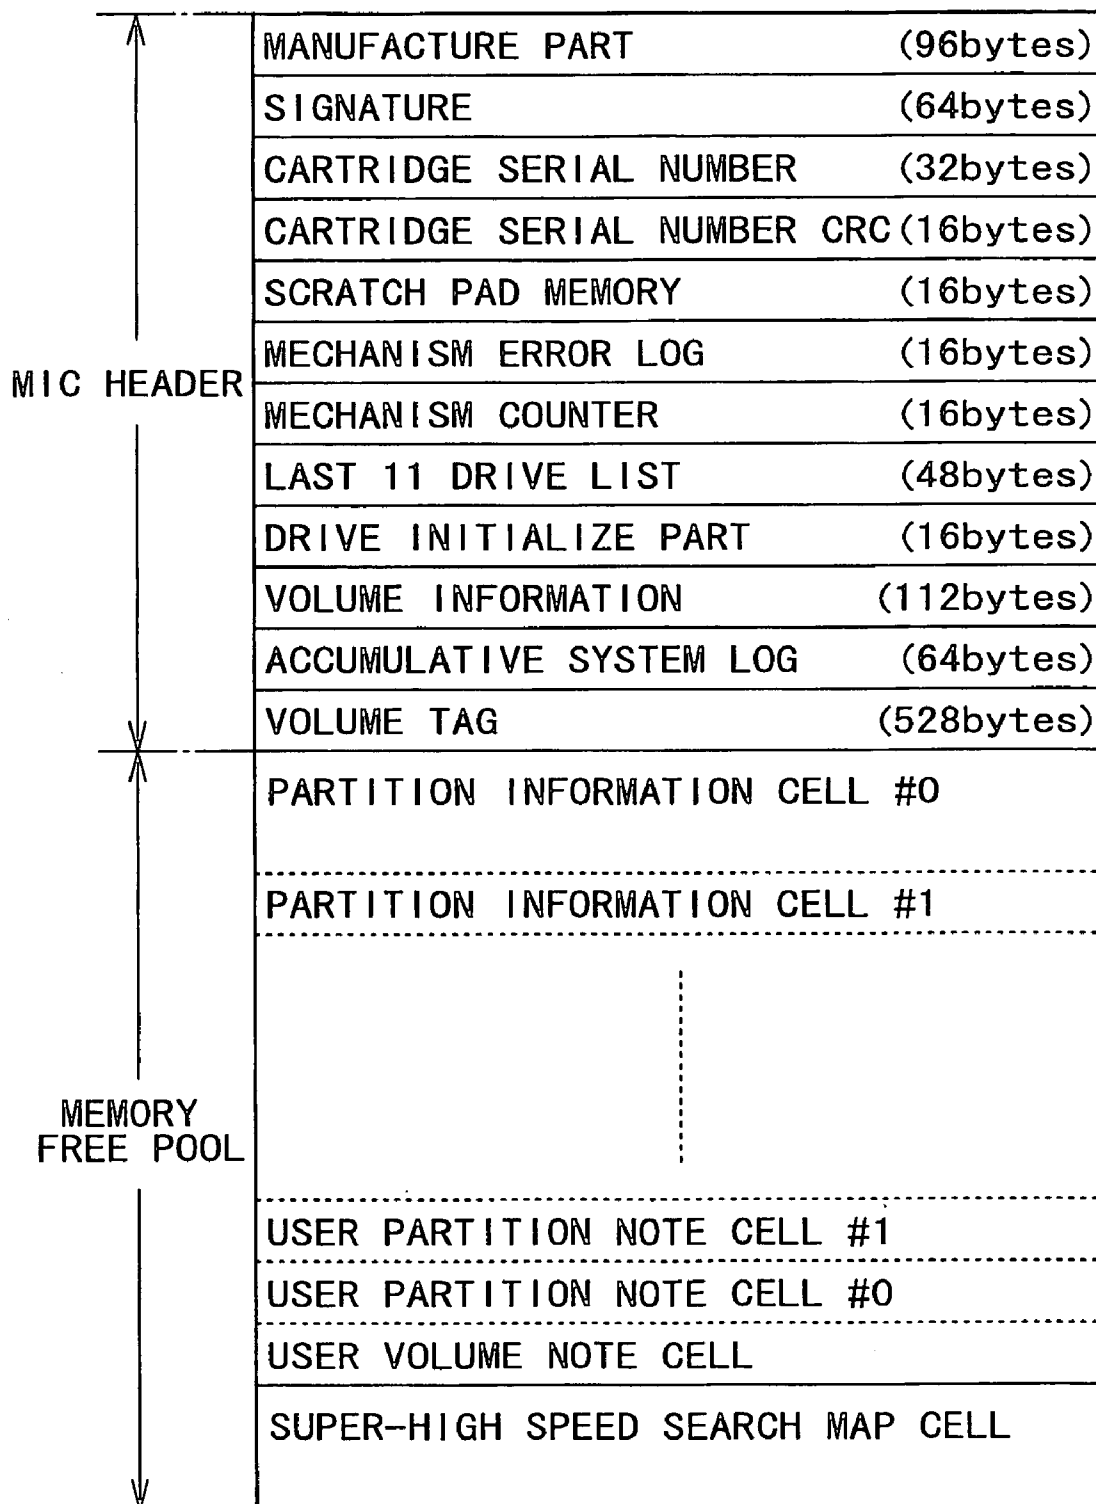 MANUFACTURE PART (96bytes)
SIGNATURE (64bytes)
CARTRIDGE SERIAL NUMBER (32bytes)
CARTRIDGE SERIAL NUMBER CRC (16bytes)
SCRATCH PAD MEMORY (16bytes)
MECHANISM ERROR LOG (16bytes)
MIC HEADER
MECHANISM COUNTER (16bytes)
LAST 11 DRIVE LIST (48bytes)
DRIVE INITIALIZE PART (16bytes)
VOLUME INFORMATION (112bytes)
ACCUMULATIVE SYSTEM LOG (64bytes)
VOLUME TAG (528bytes)
PARTITION INFORMATION CELL #0
PARTITION INFORMATION CELL #1
MEMORY
FREE POOL
USER PARTITION NOTE CELL #1
USER PARTITION NOTE CELL #0
USER VOLUME NOTE CELL
SUPER-HIGH SPEED SEARCH MAP CELL